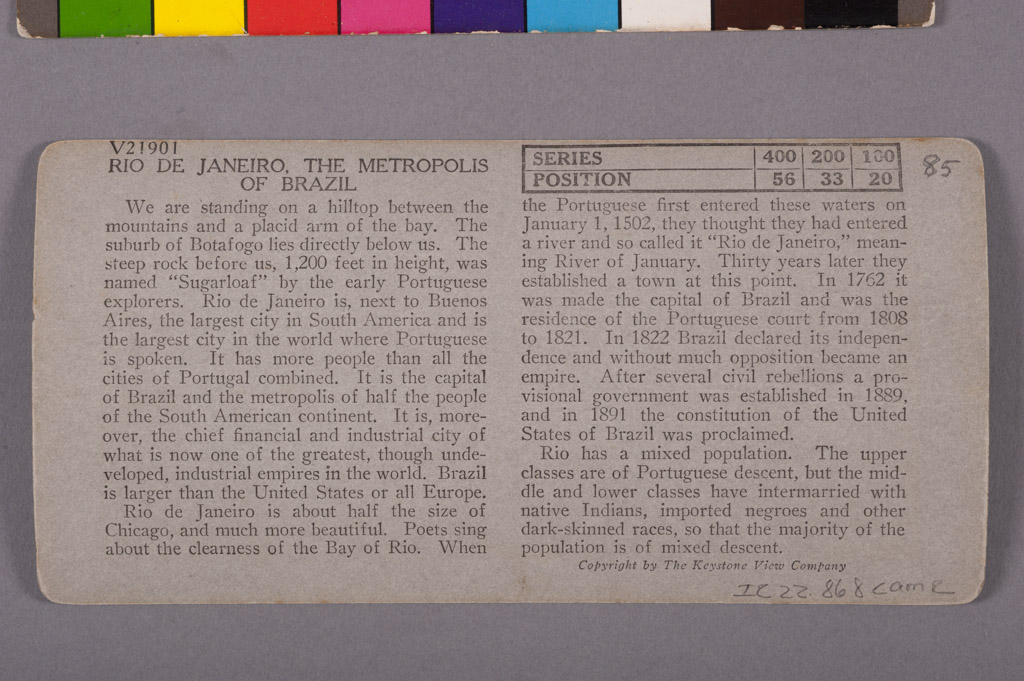 V21901
RIO DE JANEIRO, THE METROPOLIS
OF BRAZIL
We are standing on a hilltop between the
mountains and a placid arm of the bay. The
suburb of Botafogo lies directly below us. The
steep rock before us, 1,200 feet in height, was
named “Sugarloaf” by the early Portuguese
explorers. Rio de Janeiro is, next to Buenos
Aires, the largest city in South America and is
the largest city in the world where Portuguese
is spoken. It has more people than all the
cities of Portugal combined. It is the capital
of Brazil and the metropolis of half the people
of the South American continent. It is, more-
over, the chief financial and industrial city of
what is now one of the greatest, though unde-
veloped, industrial empires in the world. Brazil
is larger than the United States or all Europe.
Rio de Janeiro is about half the size of
Chicago, and much more beautiful. Poets sing
about the clearness of the Bay of Rio. When
SERIES 400 200 100
POSITION 56 33 20
85
the Portuguese first entered these waters on
January 1, 1502, they thought they had entered
a river and so called it “Rio de Janeiro,” mean-
ing River of January. Thirty years later they
established a town at this point. In 1762 it
was made the capital of Brazil and was the
residence of the Portuguese court from 1808
to 1821. In 1822 Brazil declared its indepen-
dence and without much opposition became an
empire. After several civil rebellions a pro-
visional government was established in 1889,
and in 1891 the constitution of the United
States of Brazil was proclaimed.
Rio has a mixed population. The upper
classes are of Portuguese descent, but the mid-
dle and lower classes have intermarried with
native Indians, imported negroes and other
dark-skinned races, so that the majority of the
population is of mixed descent.
Copyright by The Keystone View Company
22.868